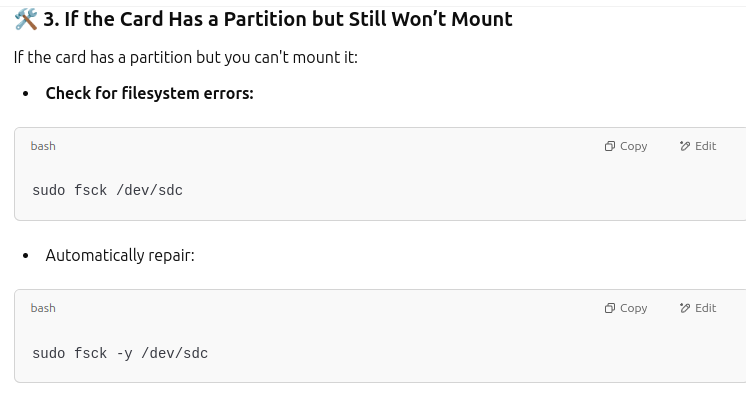 🛠️ 3. If the Card Has a Partition but Still Won’t Mount
If the card has a partition but you can't mount it:
• Check for filesystem errors:
bash Copy Edit
sudo fsck /dev/sdc
• Automatically repair:
bash Copy Edit
sudo fsck -y /dev/sdc